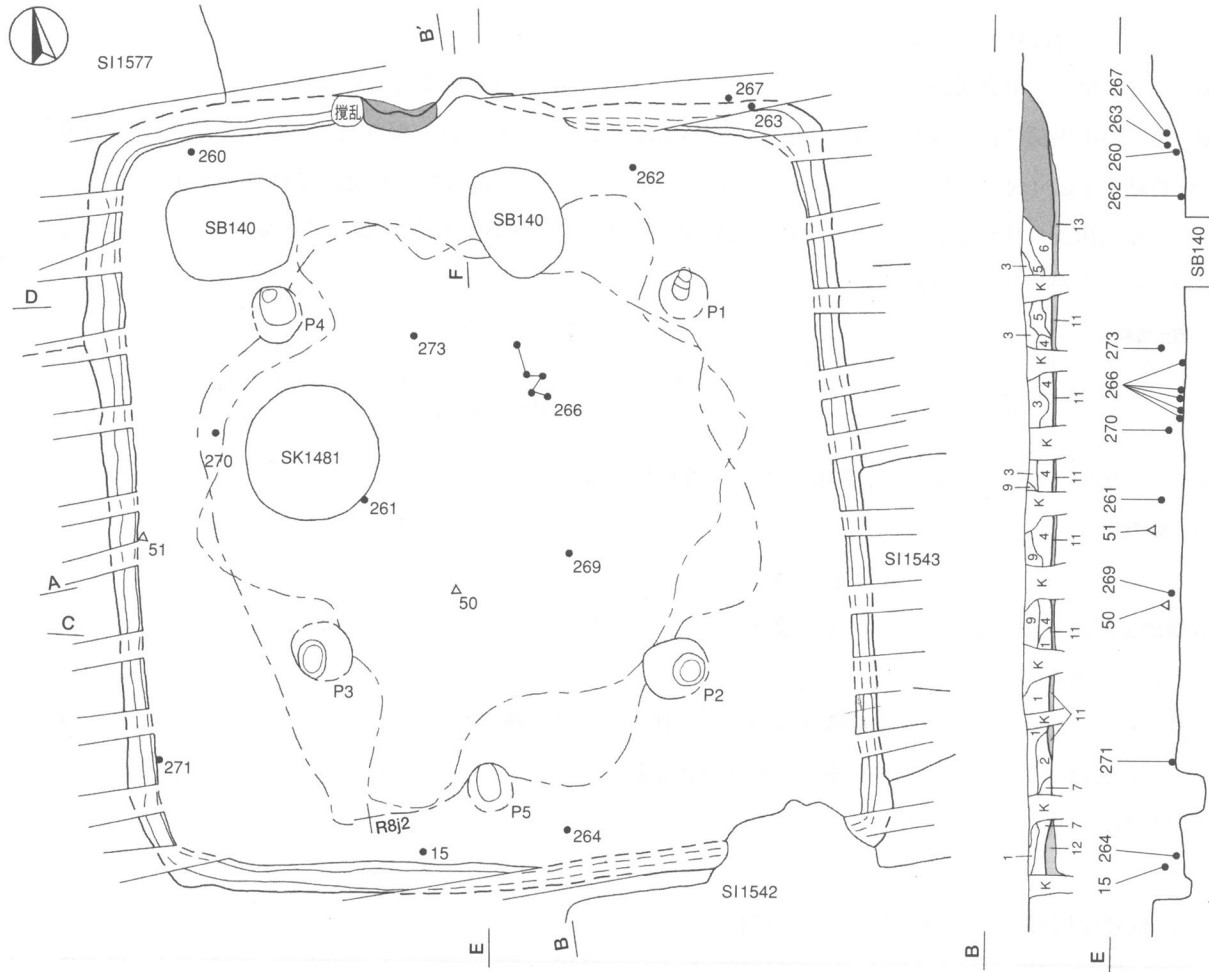 SI1577
B'
攪乱
267
263
260
262
SB140
SB140
F
P1
D
P4
273
266
270
SK1481
261
51
269
SI1543
A
50
C
P3
P2
271
P5
R8j2
264
15
SI1542
E
B
13
6
3
5
K
5
11
3
4
K
4
11
3
K
3
4
11
9
K
4
11
9
K
9
4
1
11
K
1
K
11
1
2
7
K
7
1
12
K
B
267
263
260
262
SB140
273
266
270
261
51
269
50
271
264
15
E